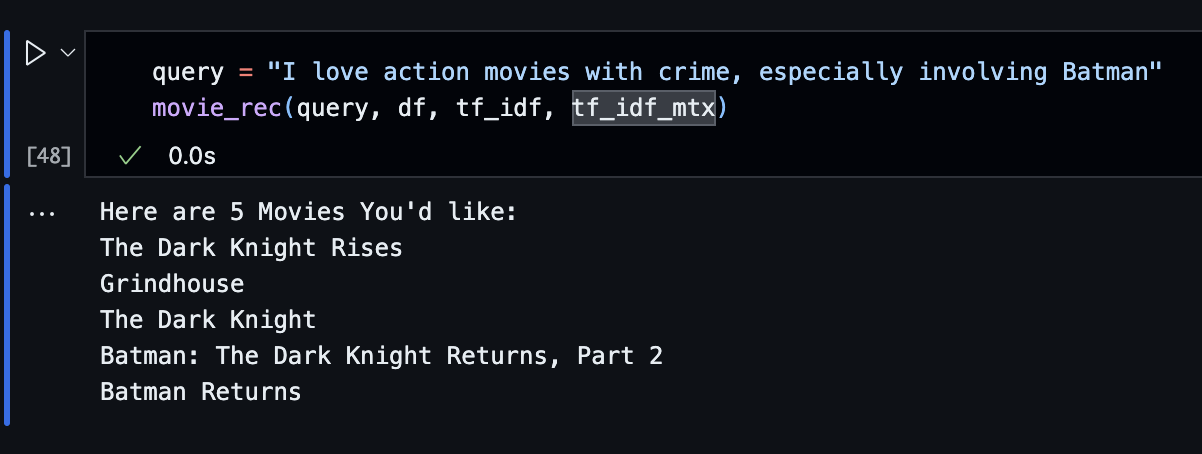 query = "I love action movies with crime, especially involving Batman"
movie_rec(query, df, tf_idf, tf_idf_mtx)
[48] 0.0s
... Here are 5 Movies You'd like:
The Dark Knight Rises
Grindhouse
The Dark Knight
Batman: The Dark Knight Returns, Part 2
Batman Returns